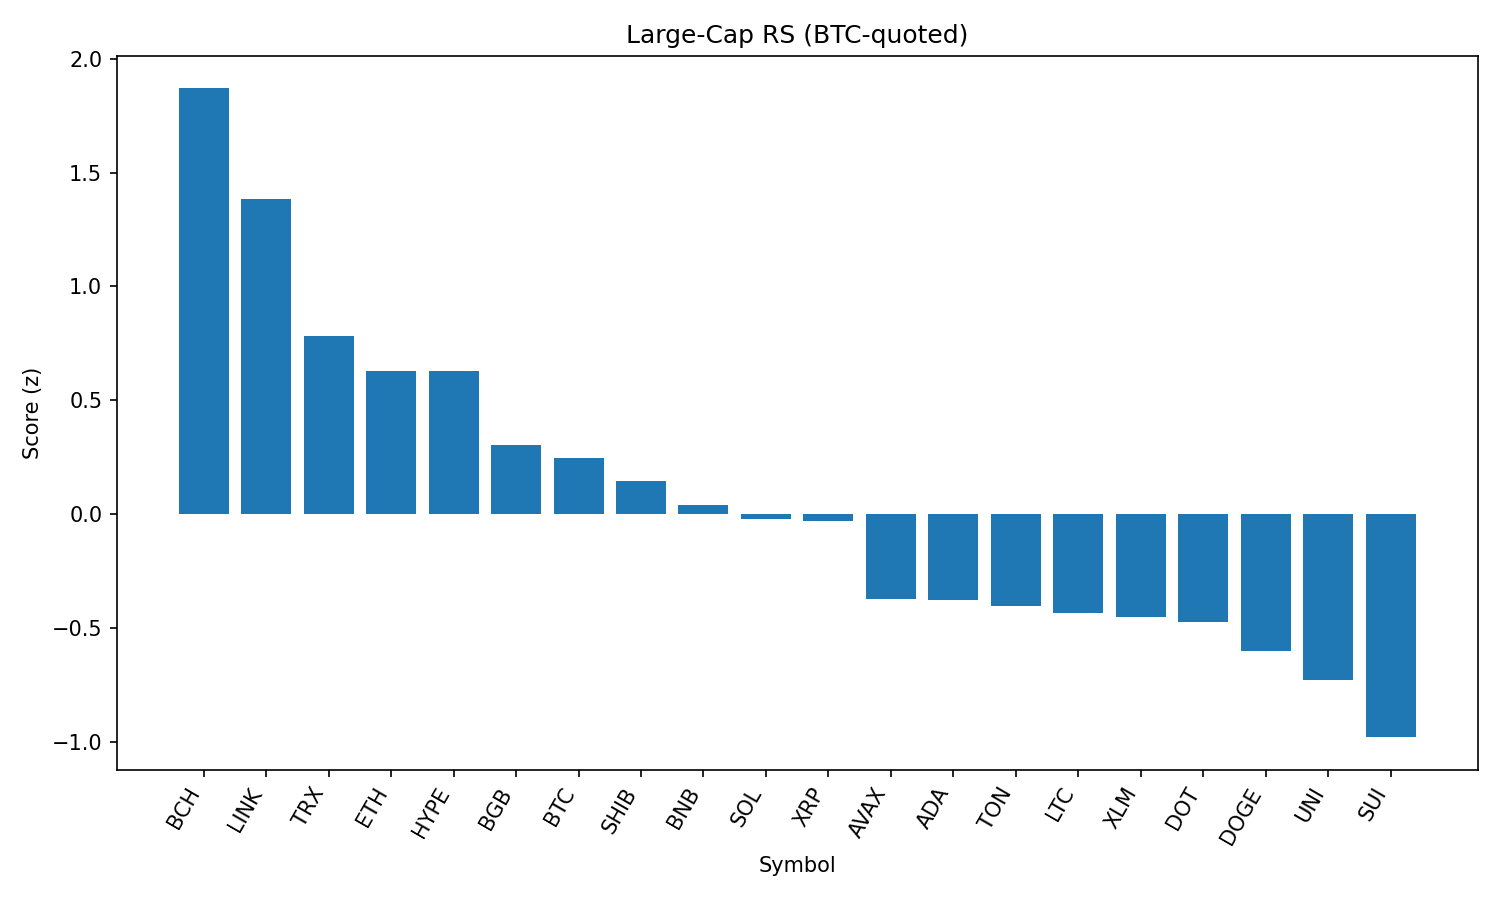 Large-Cap RS (BTC-quoted)
Score (z)
2.0
1.5
1.0
0.5
0.0
−0.5
−1.0
BCH
LINK
TRX
ETH
HYPE
BGB
BTC
SHIB
BNB
SOL
XRP
AVAX
ADA
TON
LTC
XLM
DOT
DOGE
UNI
SUI
Symbol